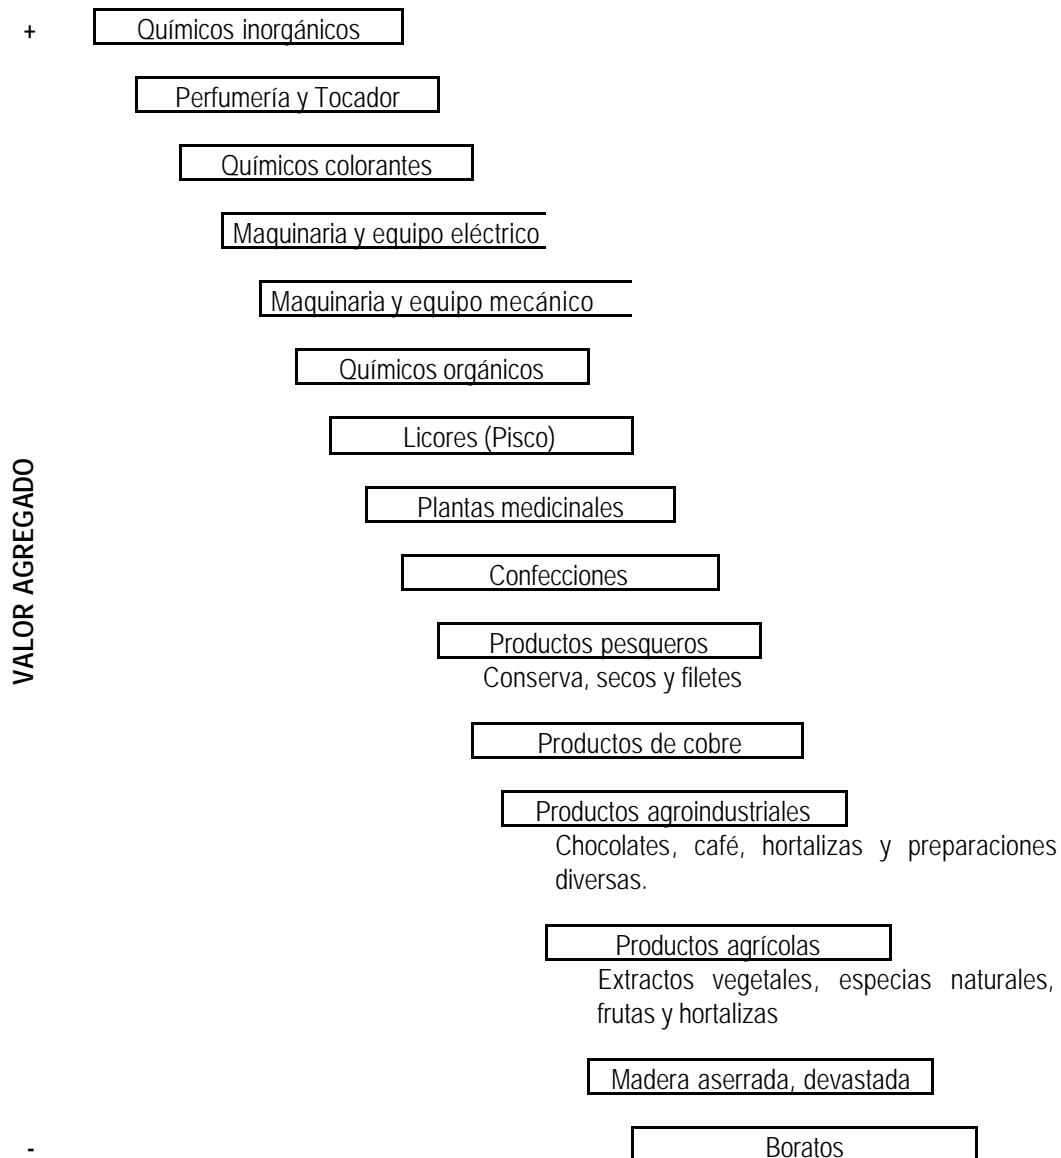 + Químicos inorgánicos
Perfumería y Tocador
Químicos colorantes
Maquinaria y equipo eléctrico
Maquinaria y equipo mecánico
Químicos orgánicos
Licores (Pisco)
VALOR AGREGADO
Plantas medicinales
Confecciones
Productos pesqueros
Conserva, secos y filetes
Productos de cobre
Productos agroindustriales
Chocolates, café, hortalizas y preparaciones
diversas.
Productos agrícolas
Extractos vegetales, especias naturales,
frutas y hortalizas
Madera aserrada, devastada
- Boratos